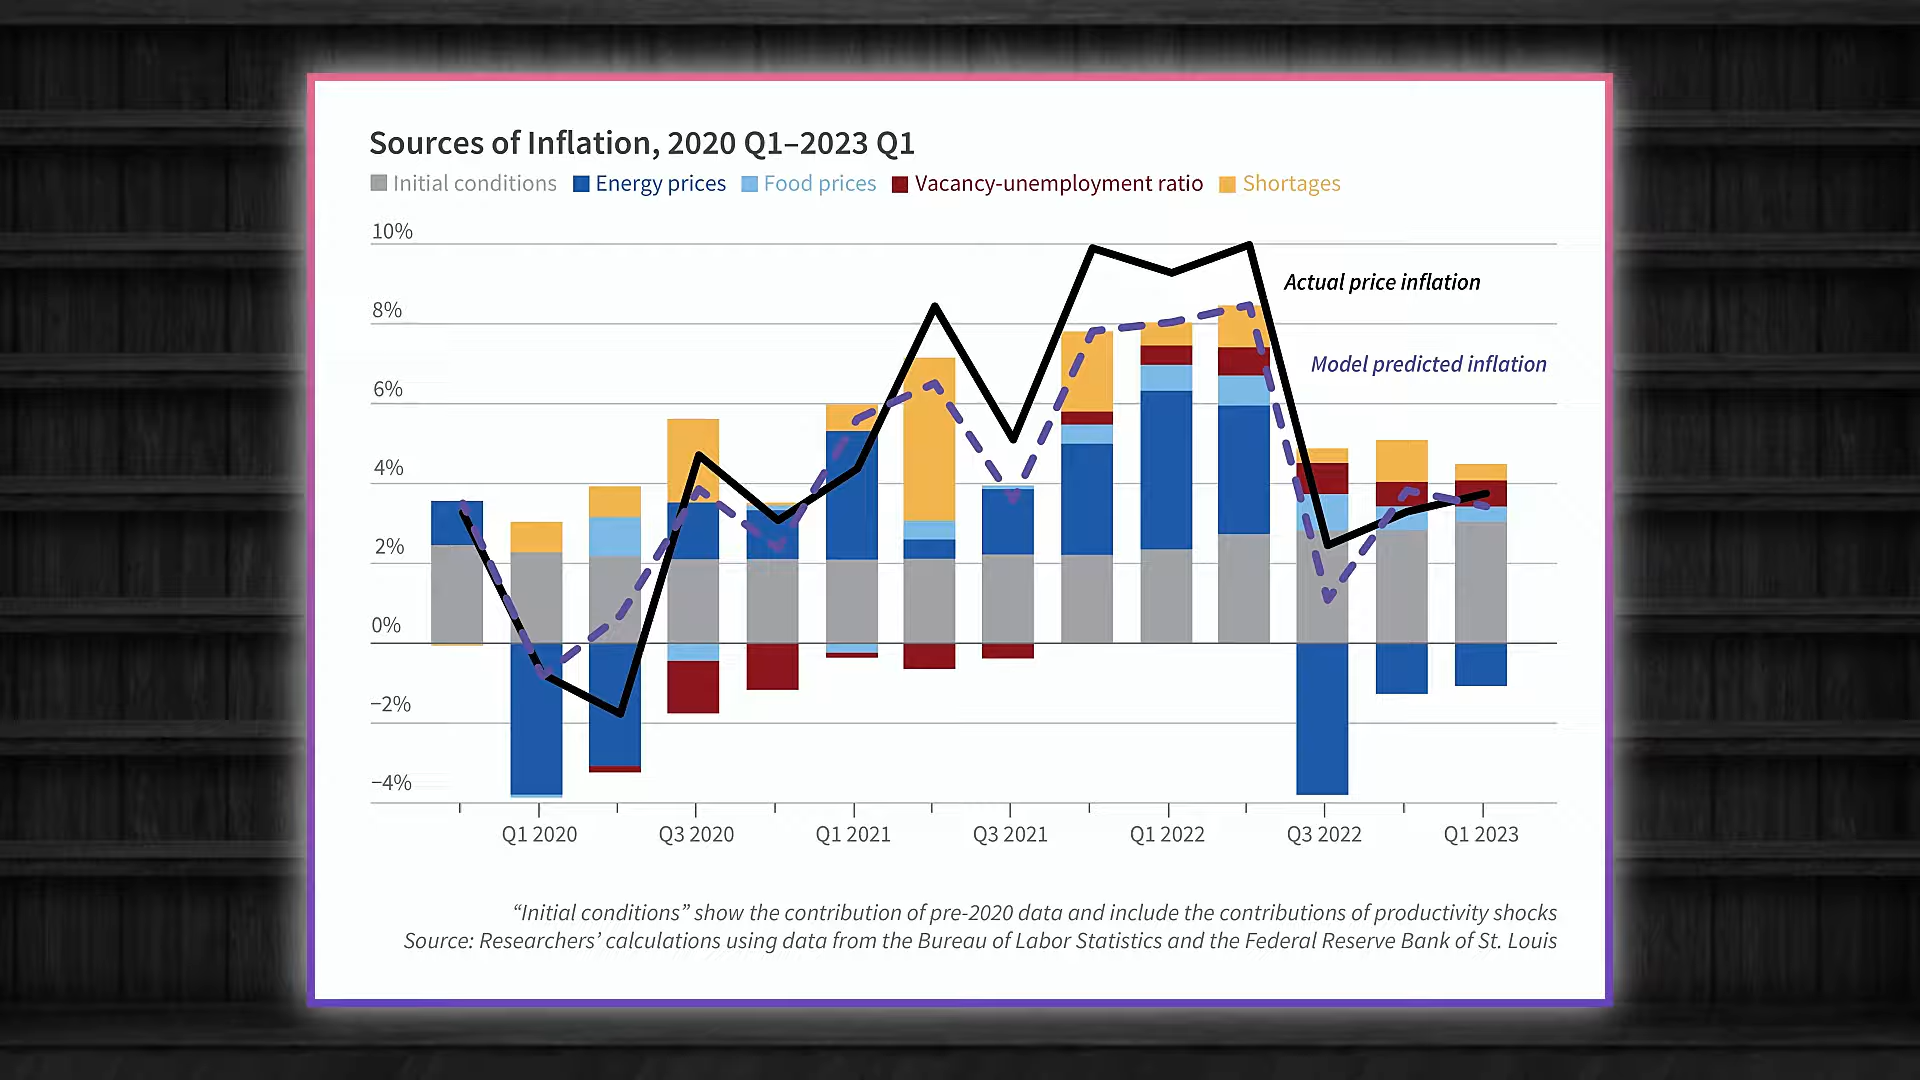 Sources of Inflation, 2020 Q1–2023 Q1
Initial conditions Energy prices Food prices Vacancy-unemployment ratio Shortages
10%
8%
6%
4%
2%
0%
−2%
−4%
Actual price inflation
Model predicted inflation
Q1 2020 Q3 2020 Q1 2021 Q3 2021 Q1 2022 Q3 2022 Q1 2023
“Initial conditions” show the contribution of pre-2020 data and include the contributions of productivity shocks
Source: Researchers’ calculations using data from the Bureau of Labor Statistics and the Federal Reserve Bank of St. Louis